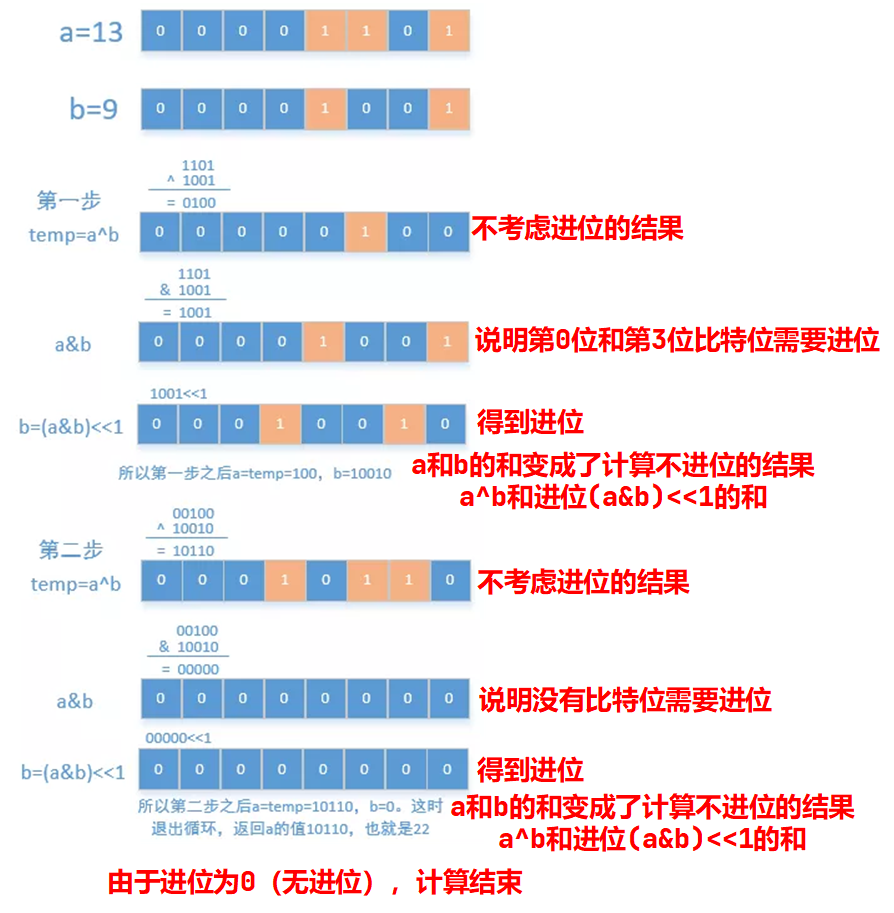 a=13 0 0 0 0 1 1 0 1
b=9 0 0 0 0 1 0 0 1
1101
^ 1001
第一步 = 0100
temp=a^b 0 0 0 0 0 1 0 0 不考虑进位的结果
1101
& 1001
= 1001
a&b 0 0 0 0 1 0 0 1 说明第0位和第3位比特位需要进位
1001<<1
b=(a&b)<<1 0 0 0 1 0 0 1 0 得到进位
所以第一步之后a=temp=100，b=10010 a和b的和变成了计算不进位的结果
a^b和进位(a&b)<<1的和
00100
^ 10010
第二步 = 10110
temp=a^b 0 0 0 1 0 1 1 0 不考虑进位的结果
00100
& 10010
= 00000
a&b 0 0 0 0 0 0 0 0 说明没有比特位需要进位
00000<<1
b=(a&b)<<1 0 0 0 0 0 0 0 0 得到进位
所以第二步之后a=temp=10110，b=0。这时 a和b的和变成了计算不进位的结果
退出循环，返回a的值10110，也就是22 a^b和进位(a&b)<<1的和
由于进位为0（无进位），计算结束